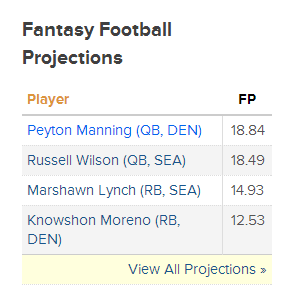 Fantasy Football
Projections
Player FP
Peyton Manning (QB, DEN) 18.84
Russell Wilson (QB, SEA) 18.49
Marshawn Lynch (RB, SEA) 14.93
Knowshon Moreno (RB, 12.53
DEN)
View All Projections »